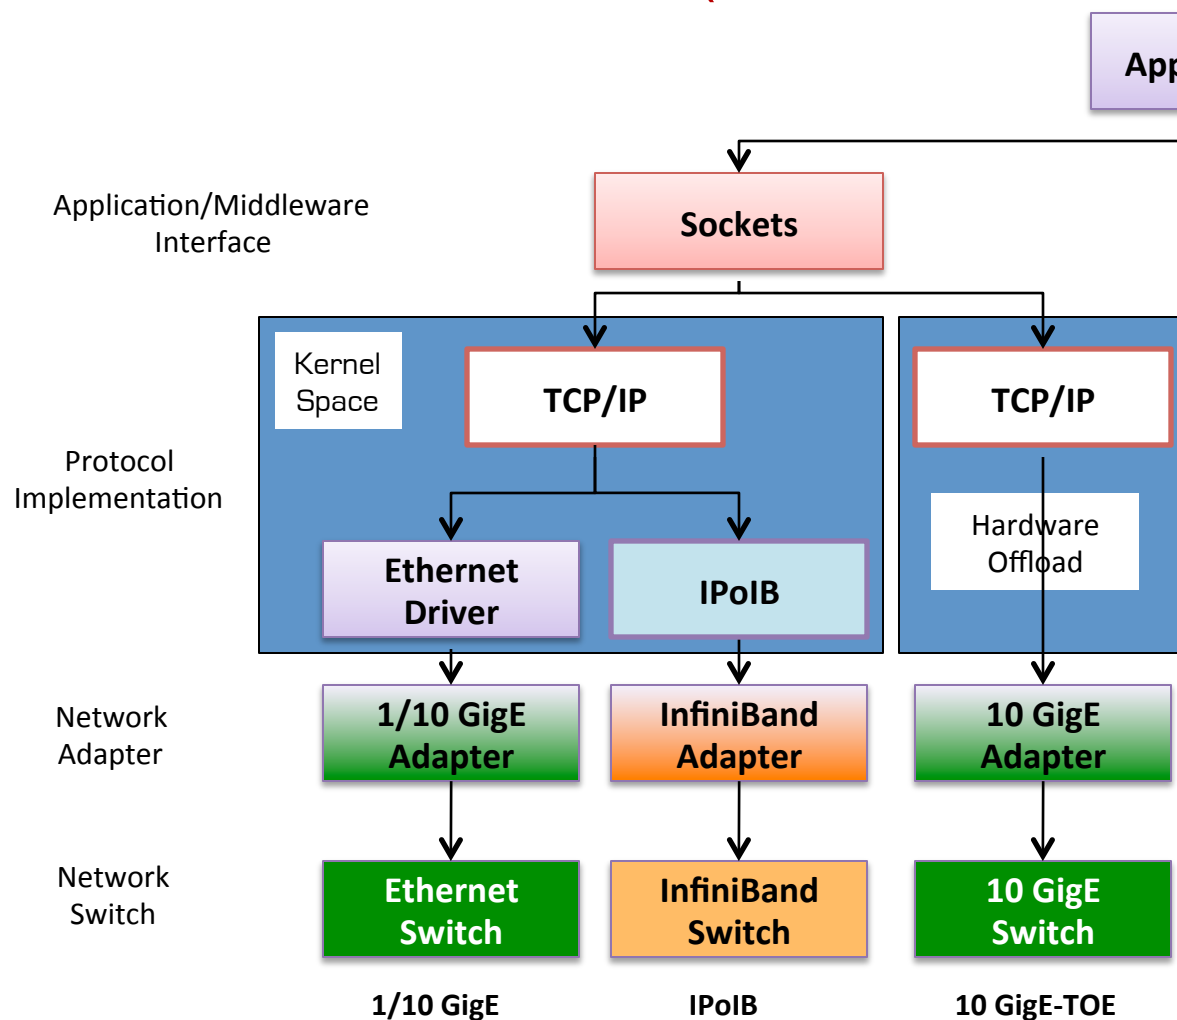 App
Application/Middleware
Interface
Sockets
Kernel
Space
TCP/IP
TCP/IP
Protocol
Implementation
Hardware
Offload
Ethernet
Driver
IPoIB
Network
Adapter
1/10 GigE
Adapter
InfiniBand
Adapter
10 GigE
Adapter
Network
Switch
Ethernet
Switch
InfiniBand
Switch
10 GigE
Switch
1/10 GigE
IPoIB
10 GigE-TOE